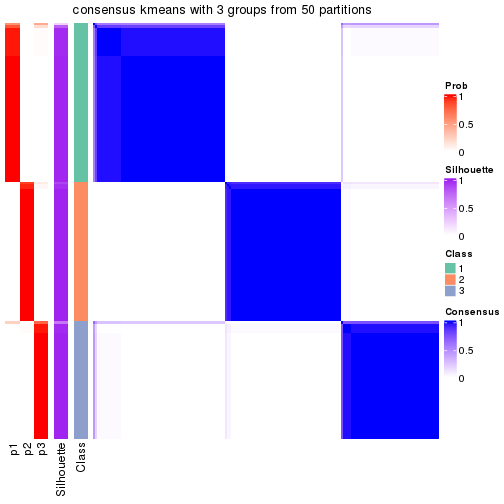 consensus kmeans with 3 groups from 50 partitions
Prob
1
0.5
0
Silhouette
1
0.5
0
Class
1
2
3
Consensus
1
0.5
0
p1
p2
p3
Silhouette
Class